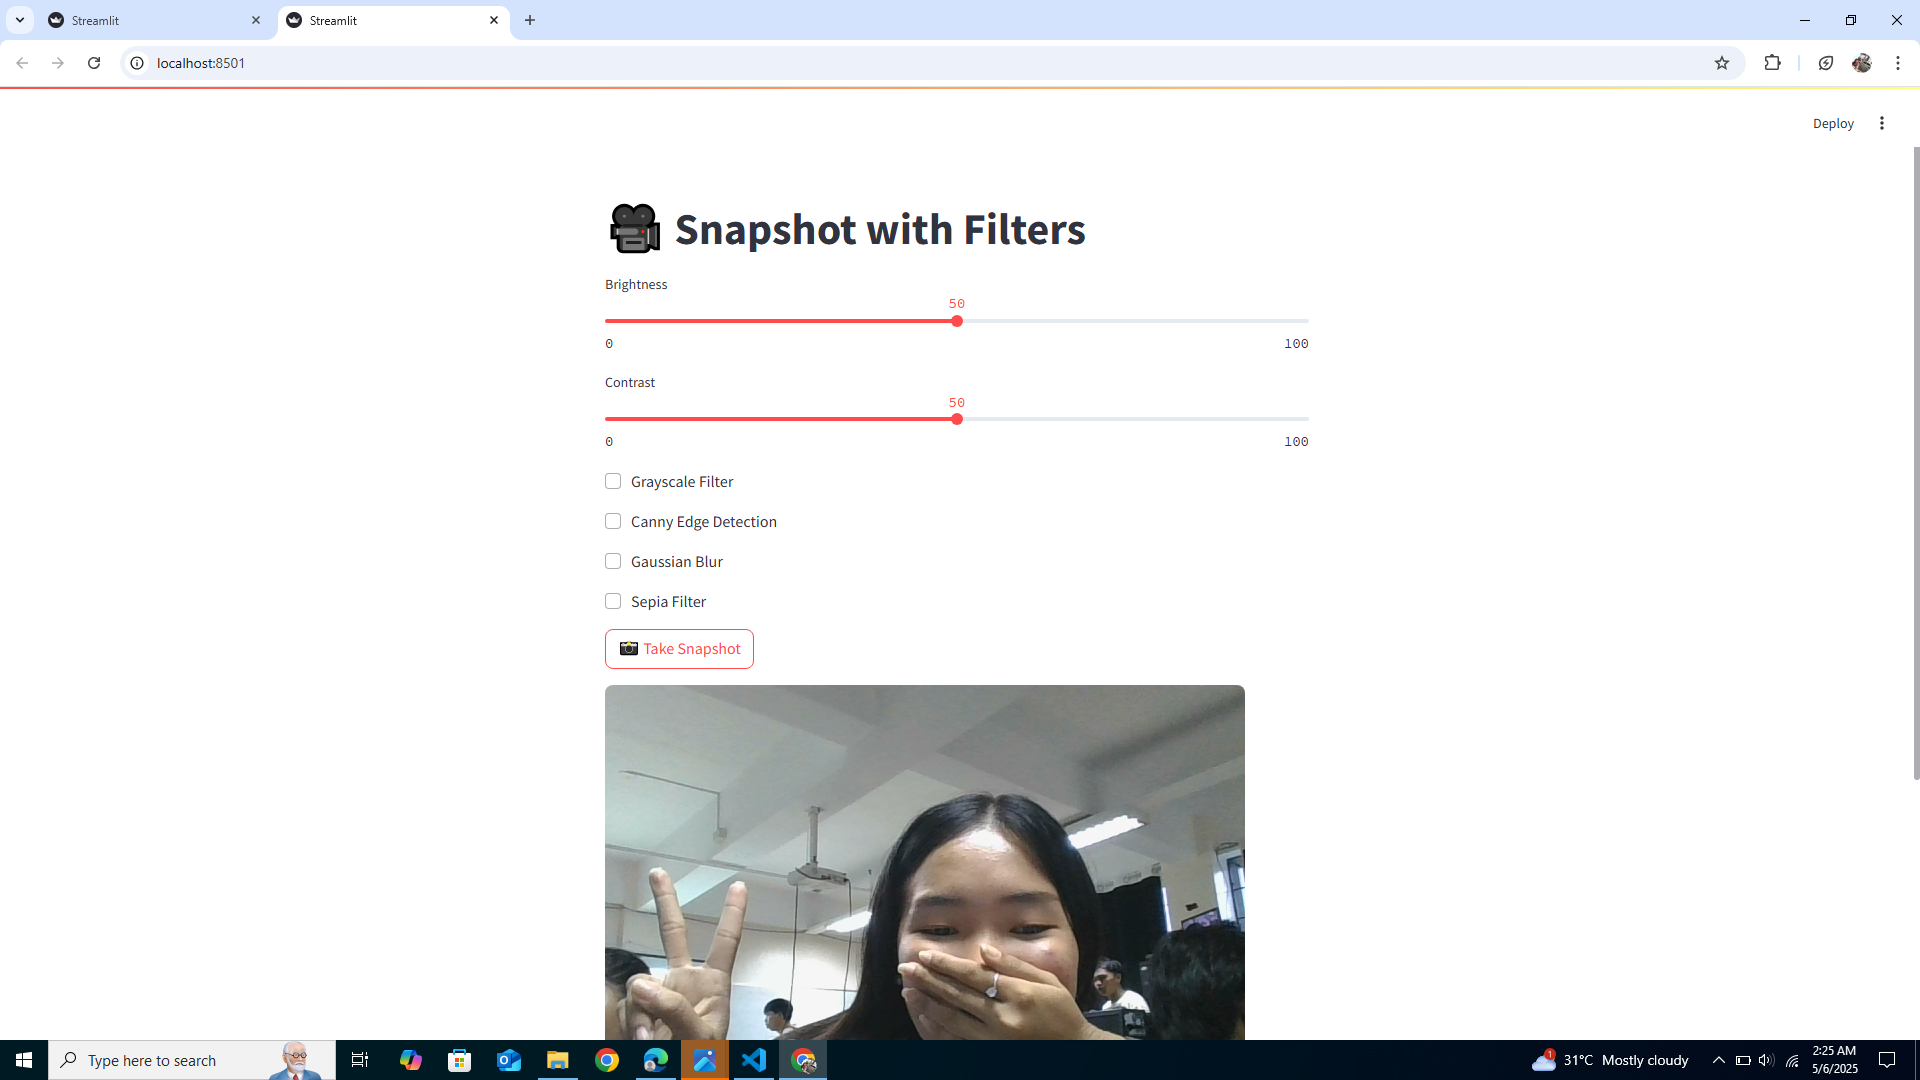 Streamlit
Streamlit
localhost:8501
Deploy
Snapshot with Filters
Brightness
50
0 100
Contrast
50
0 100
Grayscale Filter
Canny Edge Detection
Gaussian Blur
Sepia Filter
Take Snapshot
Type here to search
1
31°C Mostly cloudy
2:25 AM
5/6/2025